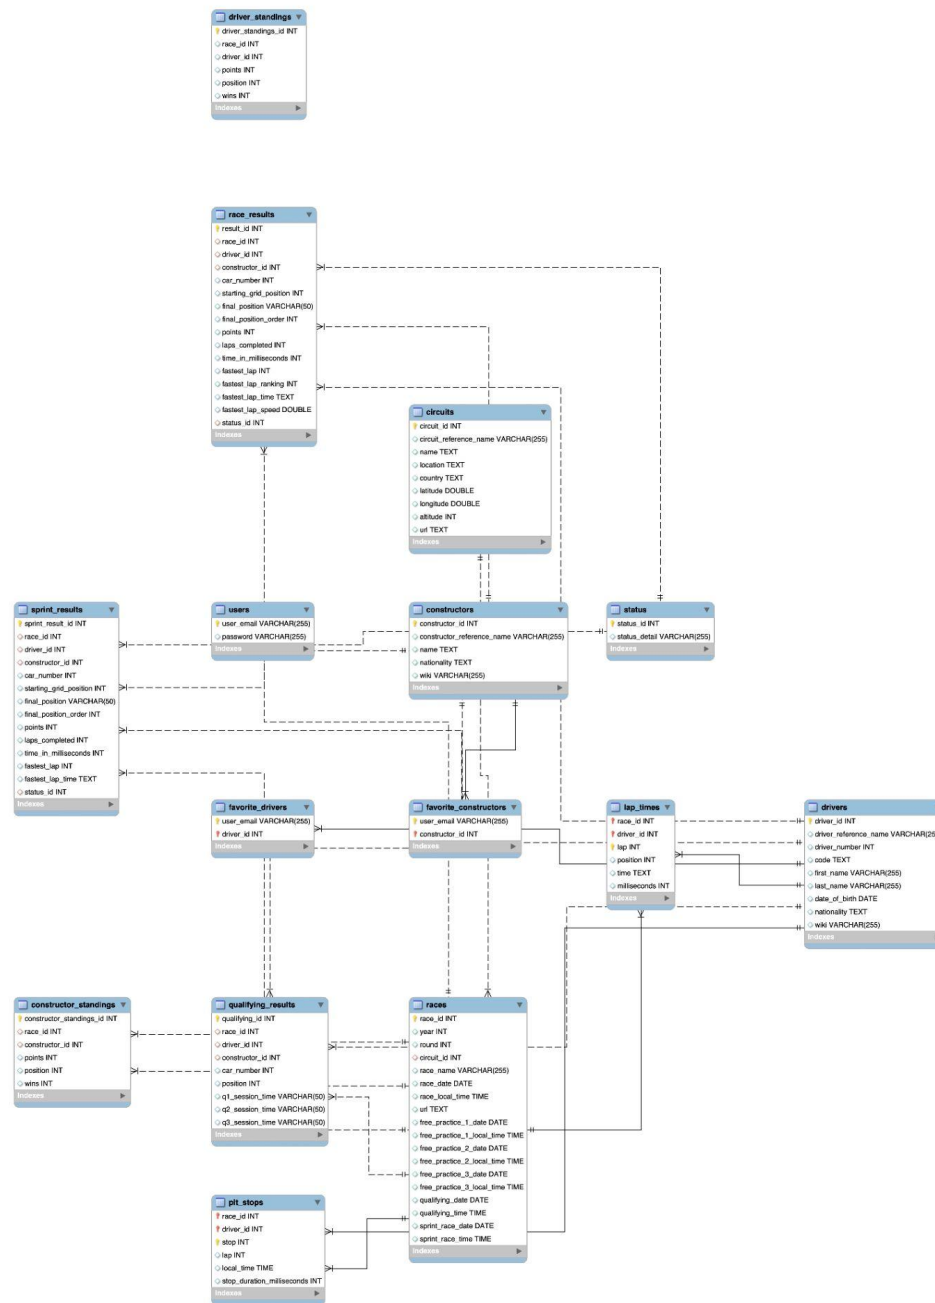 driver_standings
driver_standings_id INT
race_id INT
driver_id INT
points INT
position INT
wins INT
Indexes
race_results
result_id INT
race_id INT
driver_id INT
constructor_id INT
car_number INT
starting_grid_position INT
final_position VARCHAR(50)
final_position_order INT
points INT
laps_completed INT
time_in_milliseconds INT
fastest_lap INT
fastest_lap_ranking INT
fastest_lap_time TEXT
fastest_lap_speed DOUBLE
status_id INT
Indexes
circuits
circuit_id INT
circuit_reference_name VARCHAR(255)
name TEXT
location TEXT
country TEXT
latitude DOUBLE
longitude DOUBLE
altitude INT
url TEXT
Indexes
sprint_results
sprint_result_id INT
race_id INT
driver_id INT
constructor_id INT
car_number INT
starting_grid_position INT
final_position VARCHAR(50)
final_position_order INT
points INT
laps_completed INT
time_in_milliseconds INT
fastest_lap INT
fastest_lap_time TEXT
status_id INT
Indexes
users
user_email VARCHAR(255)
password VARCHAR(255)
Indexes
constructors
constructor_id INT
constructor_reference_name VARCHAR(255)
name TEXT
nationality TEXT
wiki VARCHAR(255)
Indexes
status
status_id INT
status_detail VARCHAR(255)
Indexes
favorite_drivers
user_email VARCHAR(255)
driver_id INT
Indexes
favorite_constructors
user_email VARCHAR(255)
constructor_id INT
Indexes
lap_times
race_id INT
driver_id INT
lap INT
position INT
time TEXT
milliseconds INT
Indexes
drivers
driver_id INT
driver_reference_name VARCHAR(25
driver_number INT
code TEXT
first_name VARCHAR(255)
last_name VARCHAR(255)
date_of_birth DATE
nationality TEXT
wiki VARCHAR(255)
Indexes
constructor_standings
constructor_standings_id INT
race_id INT
constructor_id INT
points INT
position INT
wins INT
Indexes
qualifying_results
qualifying_id INT
race_id INT
driver_id INT
constructor_id INT
car_number INT
position INT
q1_session_time VARCHAR(50)
q2_session_time VARCHAR(50)
q3_session_time VARCHAR(50)
Indexes
races
race_id INT
year INT
round INT
circuit_id INT
race_name VARCHAR(255)
race_date DATE
race_local_time TIME
url TEXT
free_practice_1_date DATE
free_practice_1_local_time TIME
free_practice_2_date DATE
free_practice_2_local_time TIME
free_practice_3_date DATE
free_practice_3_local_time TIME
qualifying_date DATE
qualifying_time TIME
sprint_race_date DATE
sprint_race_time TIME
Indexes
pit_stops
race_id INT
driver_id INT
stop INT
lap INT
local_time TIME
stop_duration_milliseconds INT
Indexes